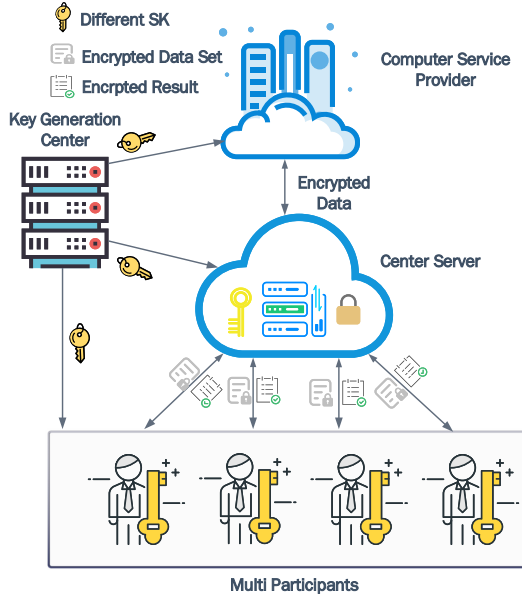 Different SK
Encrypted Data Set
Encrpted Result
Computer Service
Provider
Key Generation
Center
Encrypted
Data
Center Server
Multi Participants